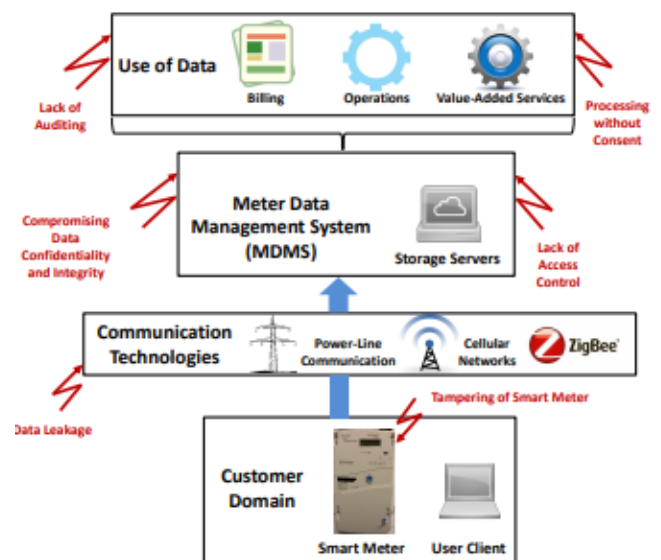 Use of Data
Billing
Operations
Value-Added Services
Lack of
Auditing
Processing
without
Consent
Meter Data
Management System
(MDMS)
Storage Servers
Compromising
Data
Confidentiality
and Integrity
Lack of
Access
Control
Communication
Technologies
Power-Line
Communication
Cellular
Networks
ZigBee
Data Leakage
Tampering of Smart Meter
Customer
Domain
Smart Meter
User Client